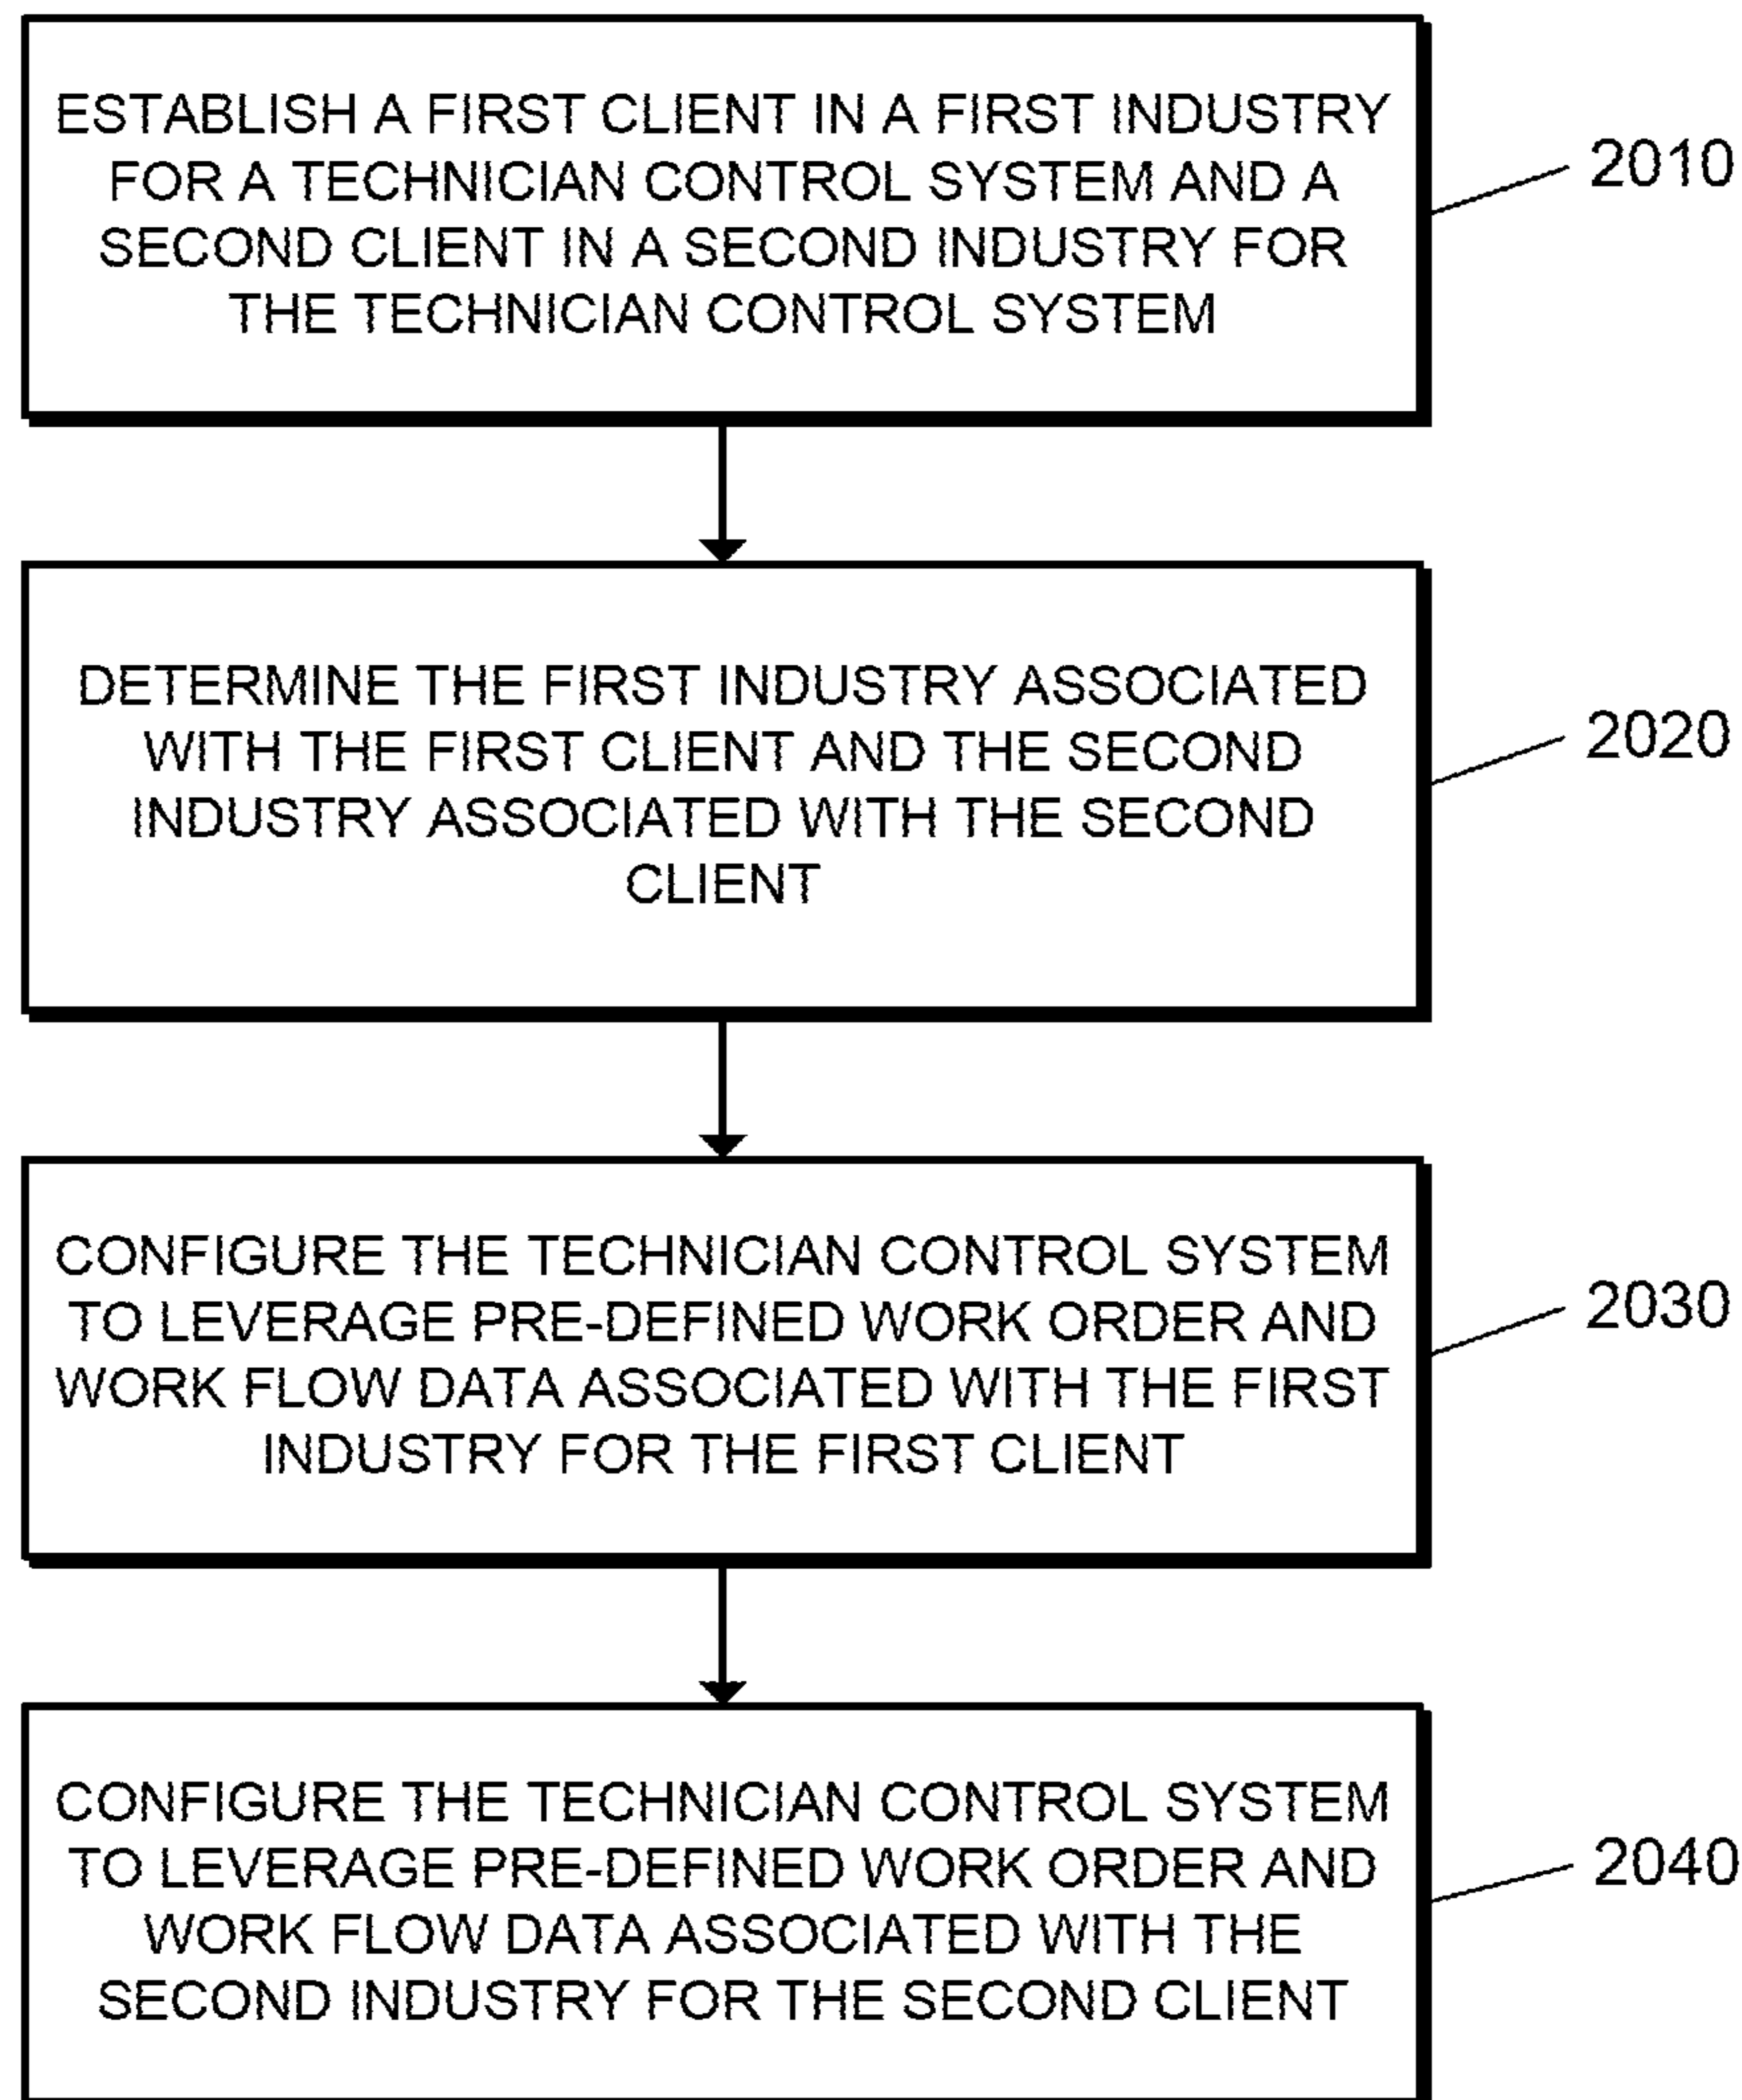 ESTABLISH A FIRST CLIENT IN A FIRST INDUSTRY
FOR A TECHNICIAN CONTROL SYSTEM AND A
SECOND CLIENT IN A SECOND INDUSTRY FOR
THE TECHNICIAN CONTROL SYSTEM
2010
DETERMINE THE FIRST INDUSTRY ASSOCIATED
WITH THE FIRST CLIENT AND THE SECOND
INDUSTRY ASSOCIATED WITH THE SECOND
CLIENT
2020
CONFIGURE THE TECHNICIAN CONTROL SYSTEM
TO LEVERAGE PRE-DEFINED WORK ORDER AND
WORK FLOW DATA ASSOCIATED WITH THE FIRST
INDUSTRY FOR THE FIRST CLIENT
2030
CONFIGURE THE TECHNICIAN CONTROL SYSTEM
TO LEVERAGE PRE-DEFINED WORK ORDER AND
WORK FLOW DATA ASSOCIATED WITH THE
SECOND INDUSTRY FOR THE SECOND CLIENT
2040